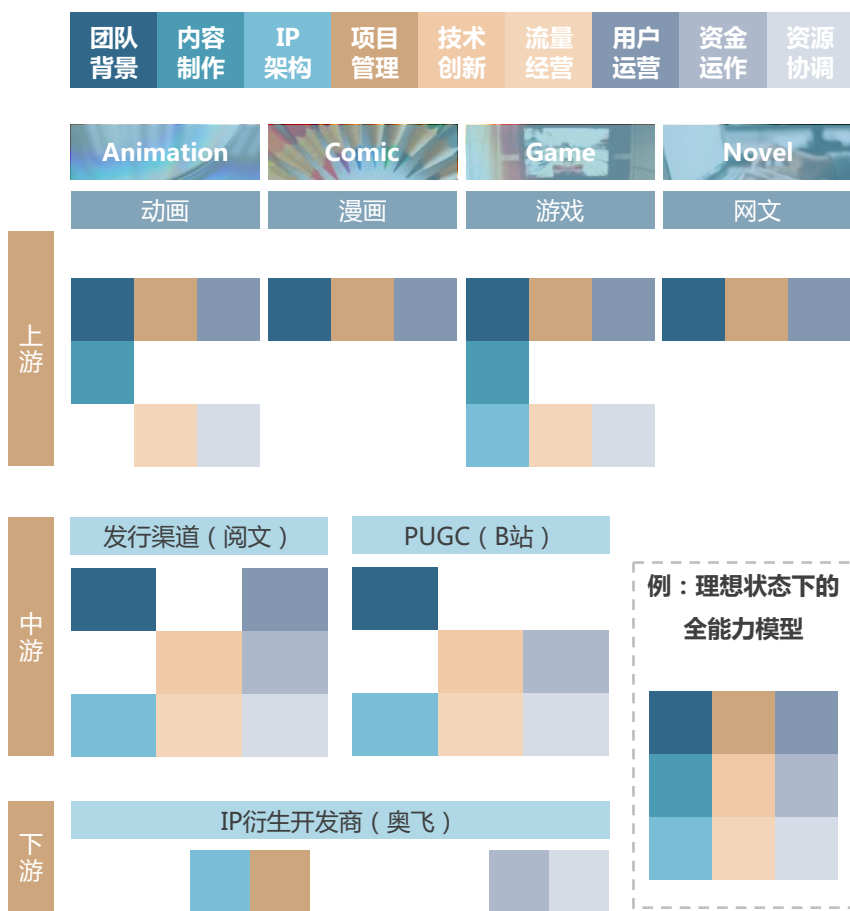 团队 内容 IP 项目 技术 流量 用户 资金 资源
背景 制作 架构 管理 创新 经营 运营 运作 协调
Animation Comic Game Novel
动画 漫画 游戏 网文
上游
中游
发行渠道（阅文） PUGC（B站）
例：理想状态下的
全能力模型
下游
IP衍生开发商（奥飞）